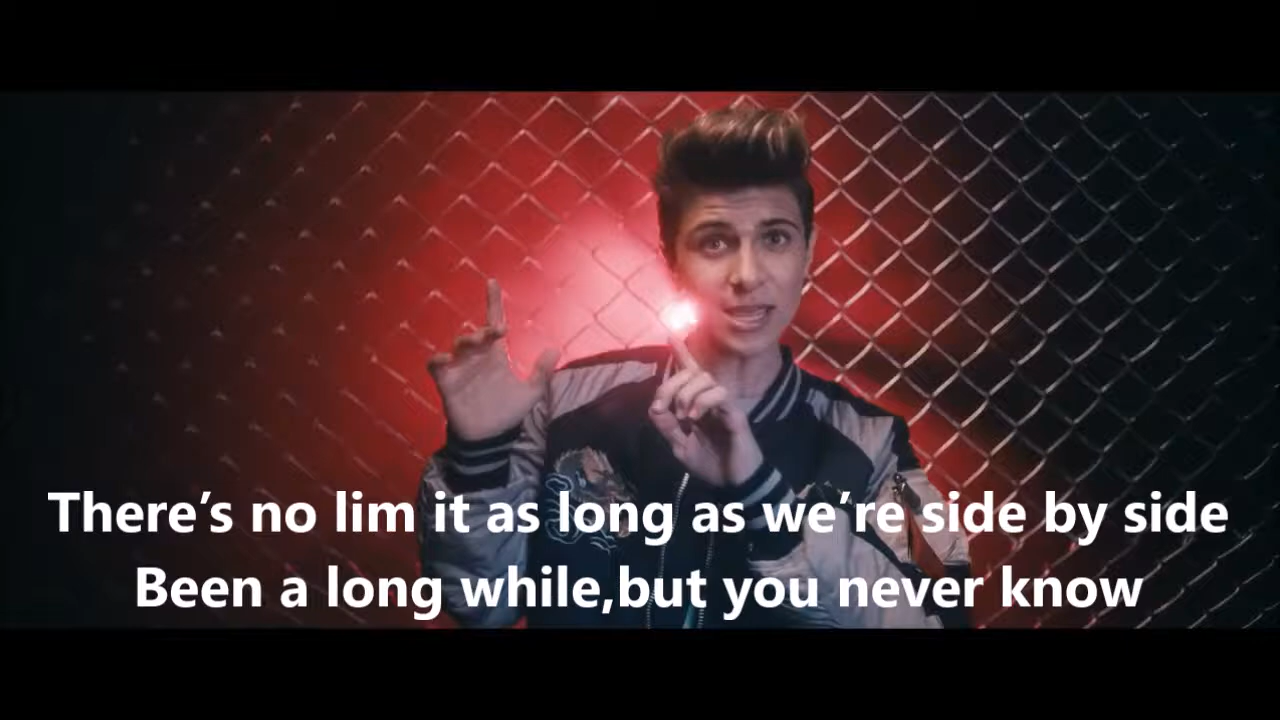 There’s no lim it as long as we’re side by side
Been a long while,but you never know